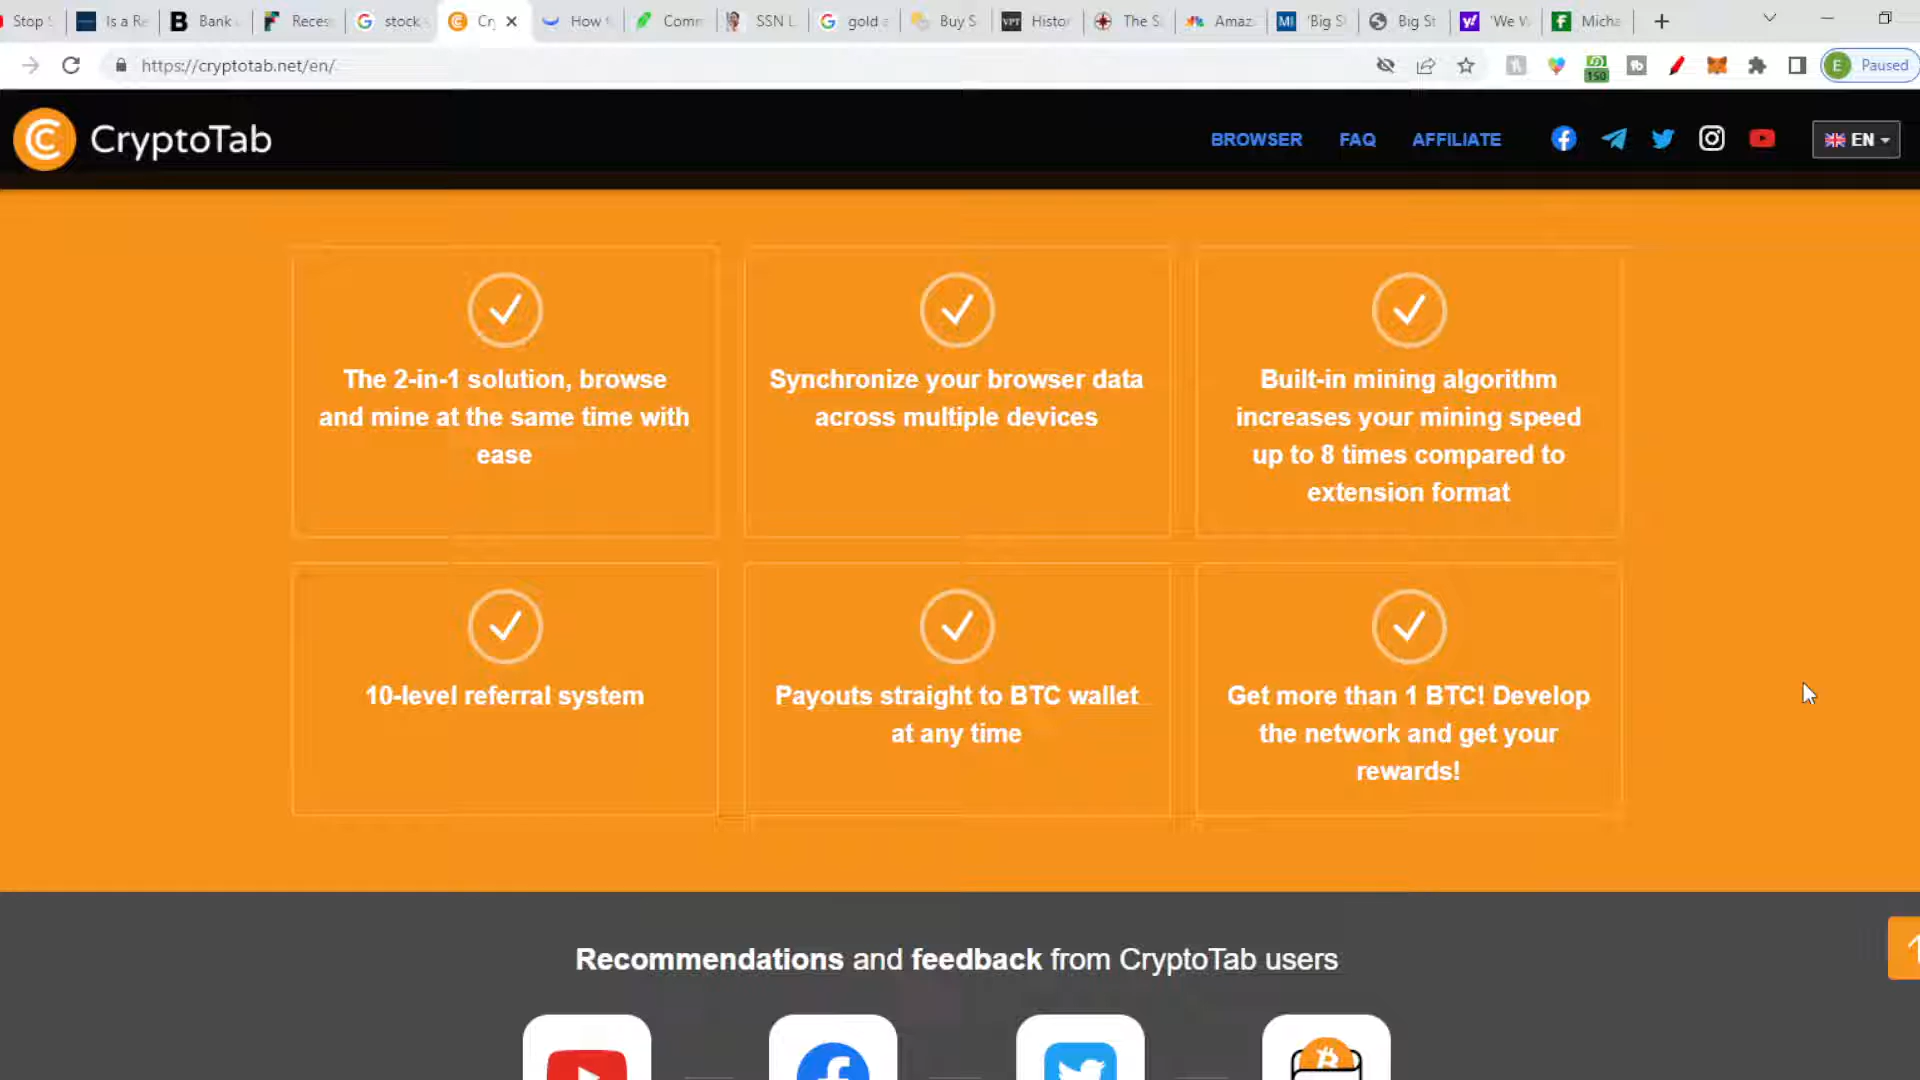 Stop
Is a Re
Bank
Reces
stock
Cry
How t
Comm
SSN L
gold
Buy S
Histo
The S
Amaz
'Big S
Big St
'We W
Micha
https://cryptotab.net/en/
150
E
Paused
CryptoTab
BROWSER
FAQ
AFFILIATE
EN
The 2-in-1 solution, browse
and mine at the same time with
ease
Synchronize your browser data
across multiple devices
Built-in mining algorithm
increases your mining speed
up to 8 times compared to
extension format
10-level referral system
Payouts straight to BTC wallet
at any time
Get more than 1 BTC! Develop
the network and get your
rewards!
Recommendations and feedback from CryptoTab users